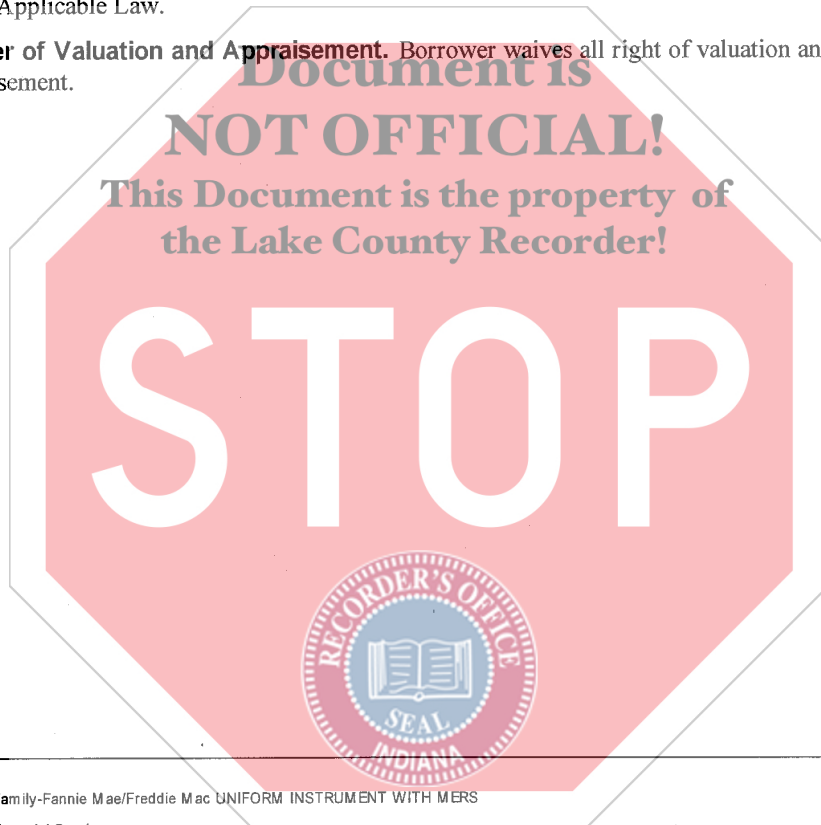 Applicable Law.
er of Valuation and Appraisement. Borrower waives all right of valuation an
sement.
Document is
NOT OFFICIAL!
This Document is the property of
the Lake County Recorder!
STOP
RECORDER'S OFFICE
SEAL
INDIANA
amily-Fannie Mae/Freddie Mac UNIFORM INSTRUMENT WITH MERS